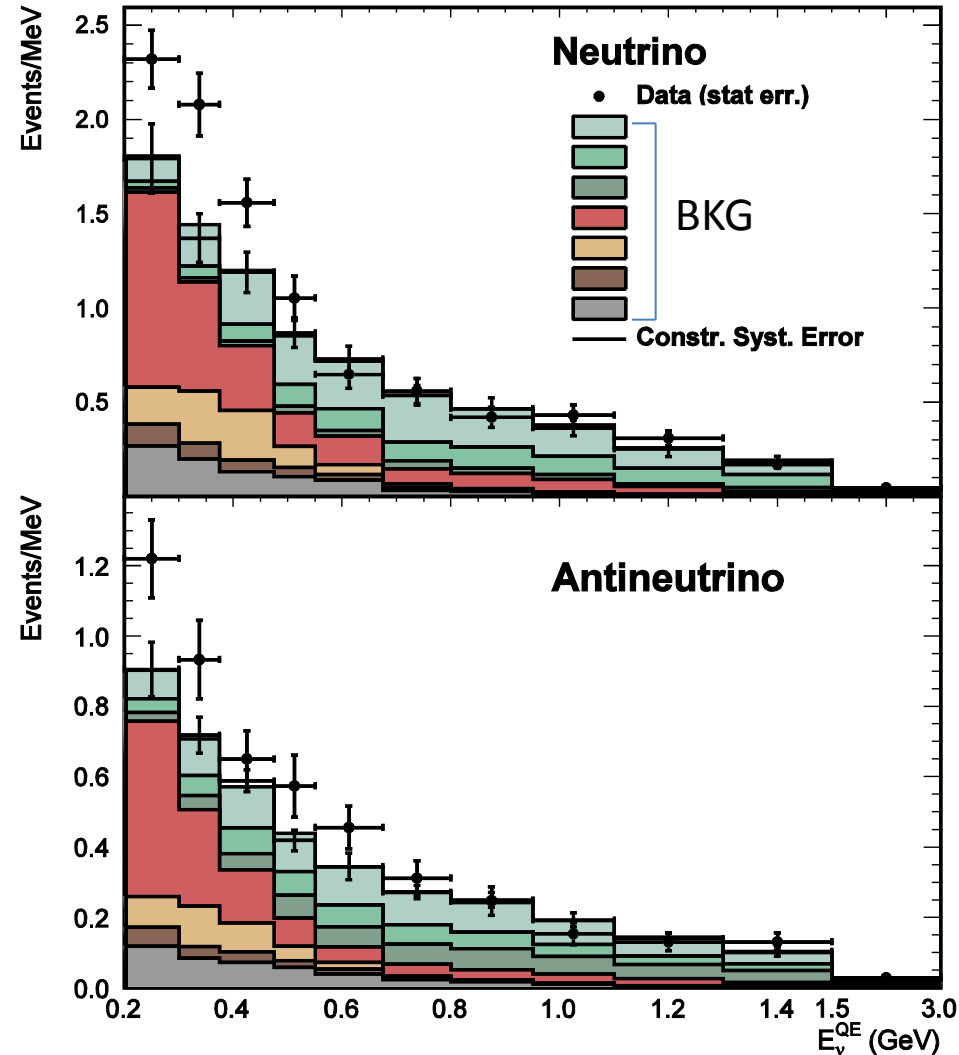 Events/MeV
2.5
2.0
1.5
1.0
0.5
Neutrino
Data (stat err.)
BKG
Constr. Syst. Error
Events/MeV
1.2
1.0
0.8
0.6
0.4
0.2
0.0
Antineutrino
0.2 0.4 0.6 0.8 1.0 1.2 1.4 1.5 3.0
E_ν^QE (GeV)